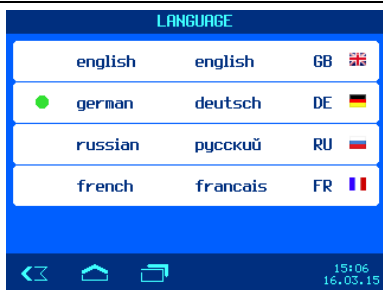 LANGUAGE
english english GB
german deutsch DE
russian русский RU
french francais FR
15:06
16.03.15